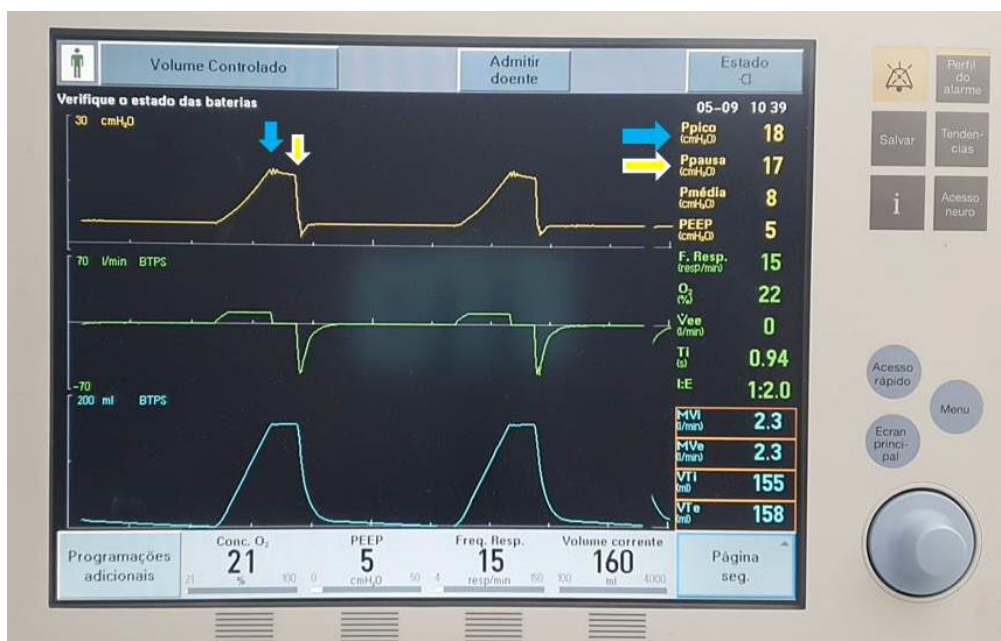 Volume Controlado
Admitir
doente
Estado
Verifique o estado das baterias
05-09 10 39
30 cmH₂O
Ppico
(cmH₂O)
18
Ppausa
(cmH₂O)
17
Pmédia
(cmH₂O)
8
PEEP
(cmH₂O)
5
70 l/min BTPS
F. Resp.
(resp/min)
15
O₂
(%)
22
V̇ee
(l/min)
0
Ti
(s)
0.94
I:E
1:2.0
-70
200 ml BTPS
MVi
(l/min)
2.3
MVe
(l/min)
2.3
VTi
(ml)
155
VTe
(ml)
158
Programações
adicionais
Conc. O₂
21
21 % 100
PEEP
5
0 cmH₂O 50
Freq. Resp.
15
4 resp/min 150
Volume corrente
160
100 ml 4000
Página
seg.
Perfil
do
alarme
Salvar
Tendên-
cias
i
Acesso
neuro
Acesso
rápido
Menu
Ecran
princi-
pal